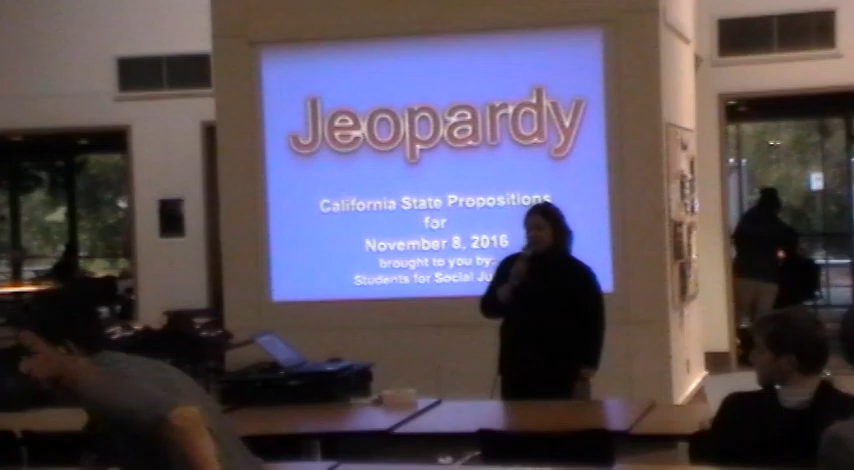 Jeopardy
California State Propositions
for
November 8, 2016
brought to you by:
Students for Social